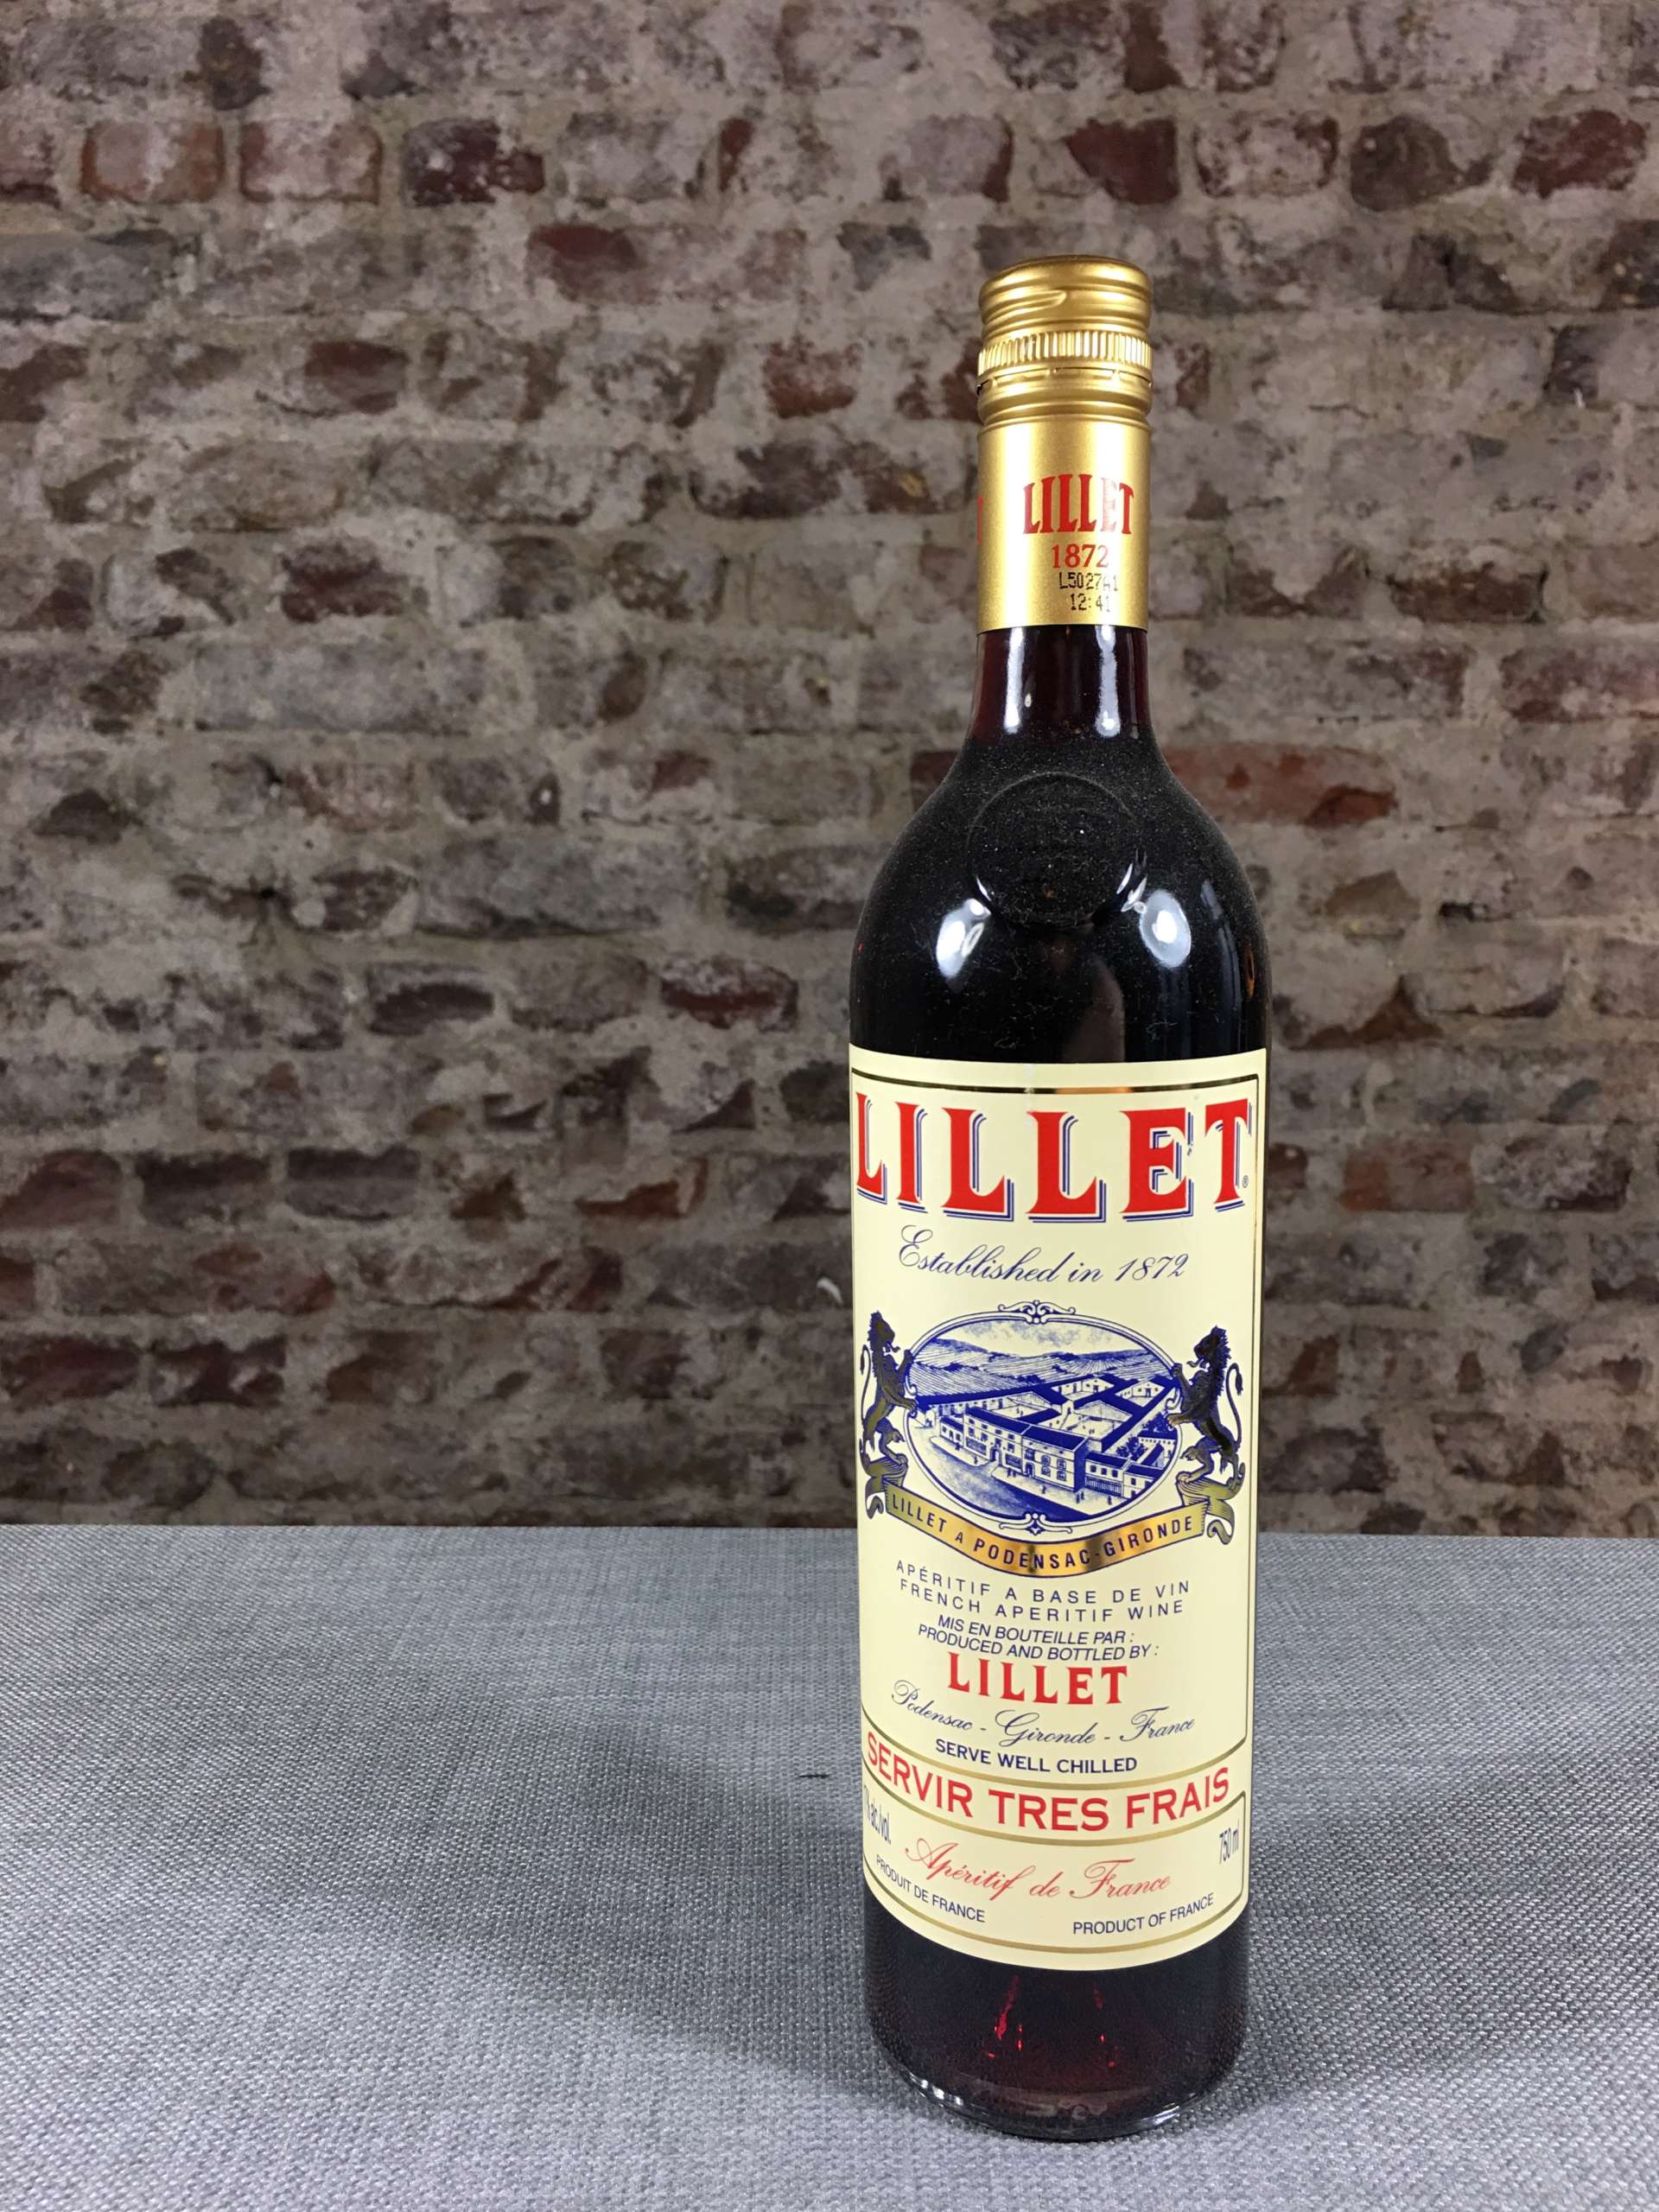 LILLET
1872
L5027A1
12:41
LILLET®
Established in 1872
LILLET A PODENSAC-GIRONDE
APÉRITIF A BASE DE VIN
FRENCH APERITIF WINE
MIS EN BOUTEILLE PAR :
PRODUCED AND BOTTLED BY :
LILLET
Podensac - Gironde - France
SERVE WELL CHILLED
SERVIR TRES FRAIS
alc./vol.
750 ml
Apéritif de France
PRODUIT DE FRANCE
PRODUCT OF FRANCE